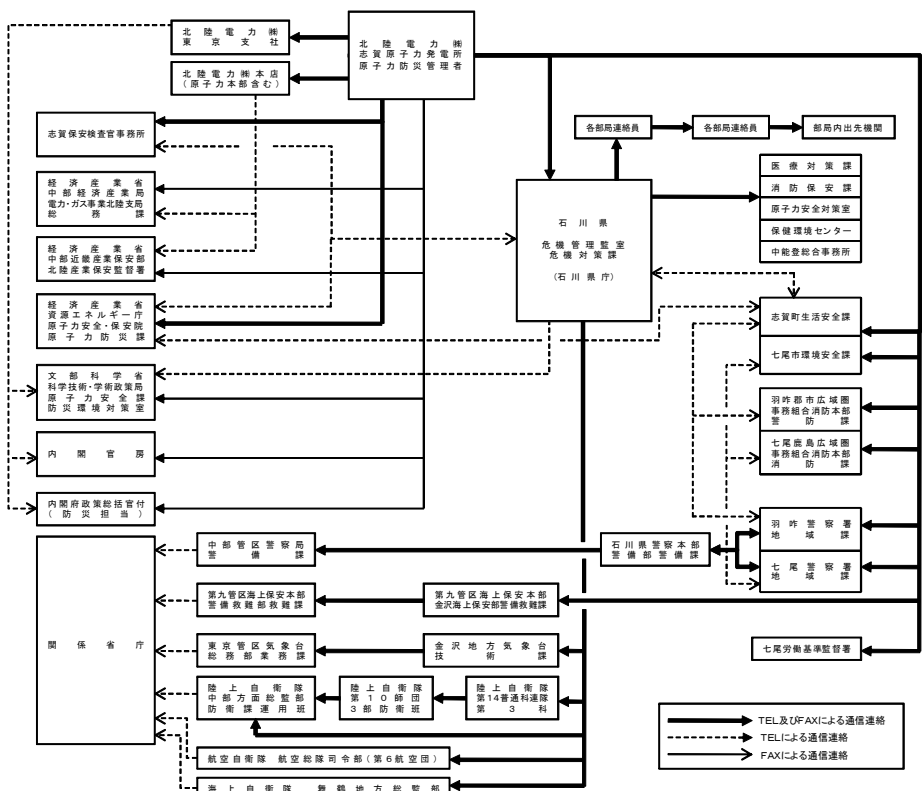 北陸電力㈱
東京支社
北陸電力㈱
志賀原子力発電所
原子力防災管理者
北陸電力㈱本店
(原子力本部含む)
志賀保安検査官事務所
各部局連絡員
各部局連絡員
部局内出先機関
経済産業省
中部経済産業局
電力・ガス事業北陸支局
総務課
石川県
危機管理監室
危機対策課
(石川県庁)
医療対策課
消防保安課
原子力安全対策室
保健環境センター
中能登総合事務所
経済産業省
中部近畿産業保安部
北陸産業保安監督署
経済産業省
資源エネルギー庁
原子力安全・保安院
原子力防災課
志賀町生活安全課
七尾市環境安全課
文部科学省
科学技術・学術政策局
原子力安全課
防災環境対策室
羽咋郡市広域圏
事務組合消防本部
警防課
七尾鹿島広域圏
事務組合消防本部
消防課
内閣官房
内閣府政策総括官付
(防災担当)
羽咋警察署
地域課
七尾警察署
地域課
中部管区警察局
警備課
石川県警察本部
警備部警備課
関係省庁
第九管区海上保安本部
警備救難部救難課
第九管区海上保安本部
金沢海上保安部警備救難課
東京管区気象台
総務部業務課
金沢地方気象台
技術課
七尾労働基準監督署
陸上自衛隊
中部方面総監部
防衛課運用班
陸上自衛隊
第10師団
3部防衛班
陸上自衛隊
第14普通科連隊
第3科
航空自衛隊 航空総隊司令部(第6航空団)
海上自衛隊 舞鶴地方総監部
TEL及びFAXによる通信連絡
TELによる通信連絡
FAXによる通信連絡